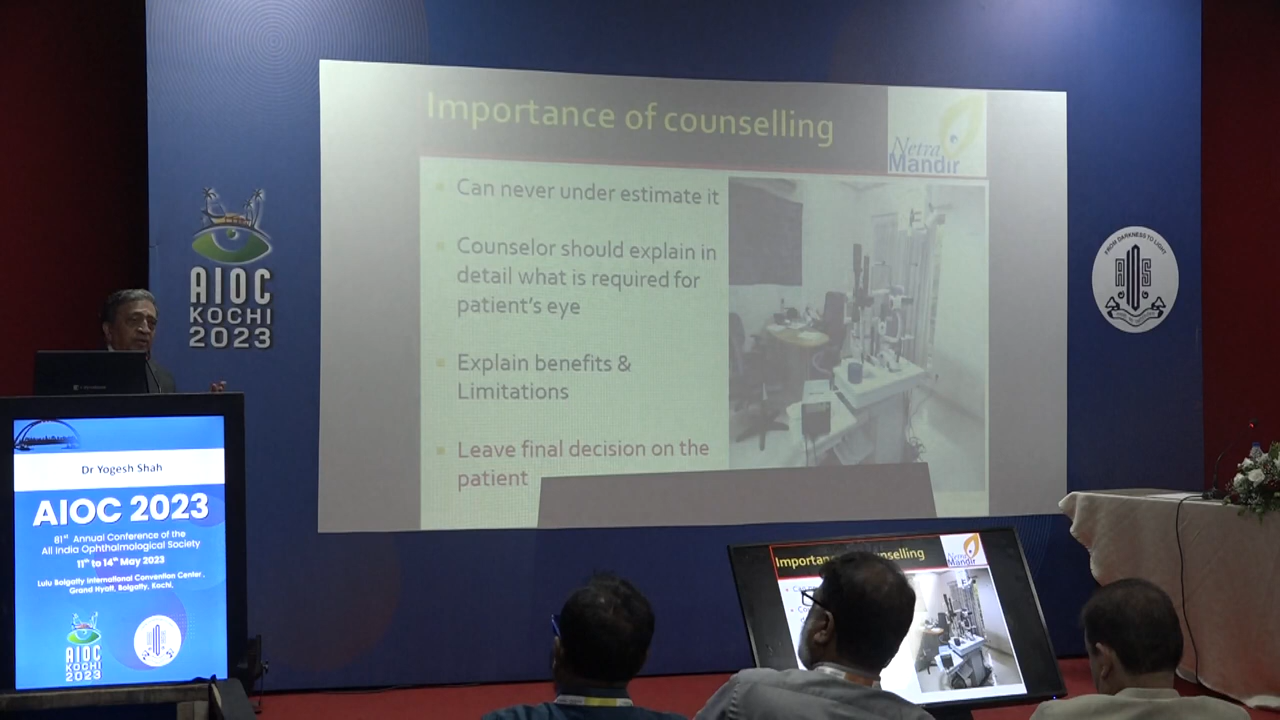 Importance of counselling
Netra
Mandir
Can never under estimate it
Counselor should explain in
detail what is required for
patient's eye
Explain benefits &
Limitations
Leave final decision on the
patient
AIOC
KOCHI
2023
FROM DARKNESS TO LIGHT
AIOS
Dr Yogesh Shah
AIOC 2023
81st Annual Conference of the
All India Ophthalmological Society
11th to 14th May 2023
Lulu Bolgatty International Convention Center,
Grand Hyatt, Bolgatty, Kochi.
AIOC
KOCHI
2023
Importan
nselling
Netra
Mandir